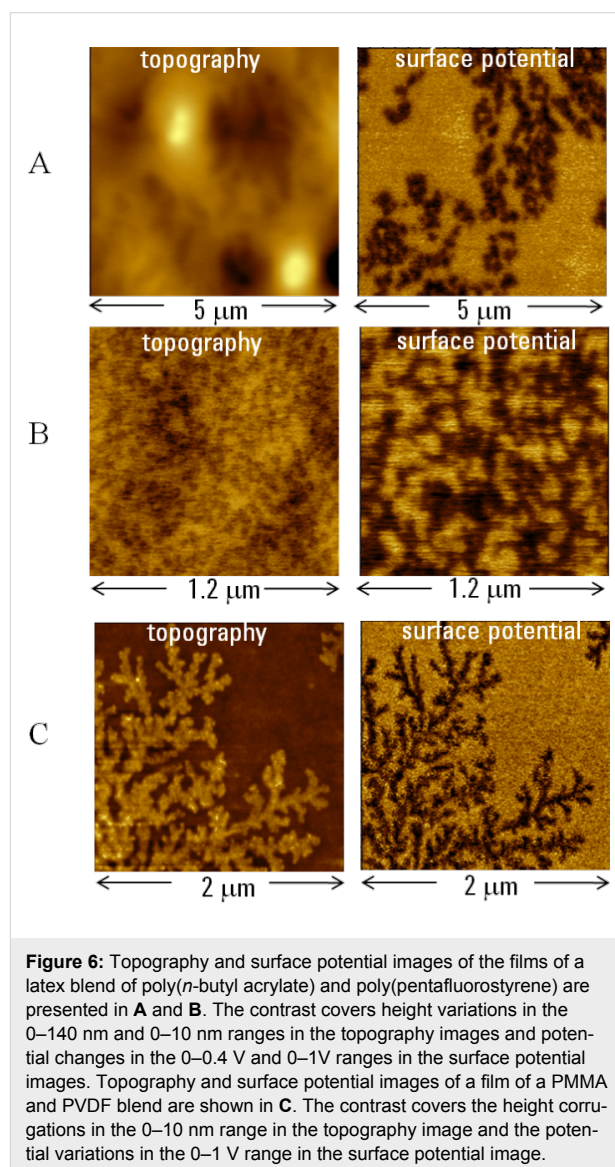 topography surface potential
A
5 μm 5 μm
topography surface potential
B
1.2 μm 1.2 μm
topography surface potential
C
2 μm 2 μm
Figure 6: Topography and surface potential images of the films of a
latex blend of poly(n-butyl acrylate) and poly(pentafluorostyrene) are
presented in A and B. The contrast covers height variations in the
0–140 nm and 0–10 nm ranges in the topography images and poten-
tial changes in the 0–0.4 V and 0–1V ranges in the surface potential
images. Topography and surface potential images of a film of a PMMA
and PVDF blend are shown in C. The contrast covers the height corru-
gations in the 0–10 nm range in the topography image and the poten-
tial variations in the 0–1 V range in the surface potential image.